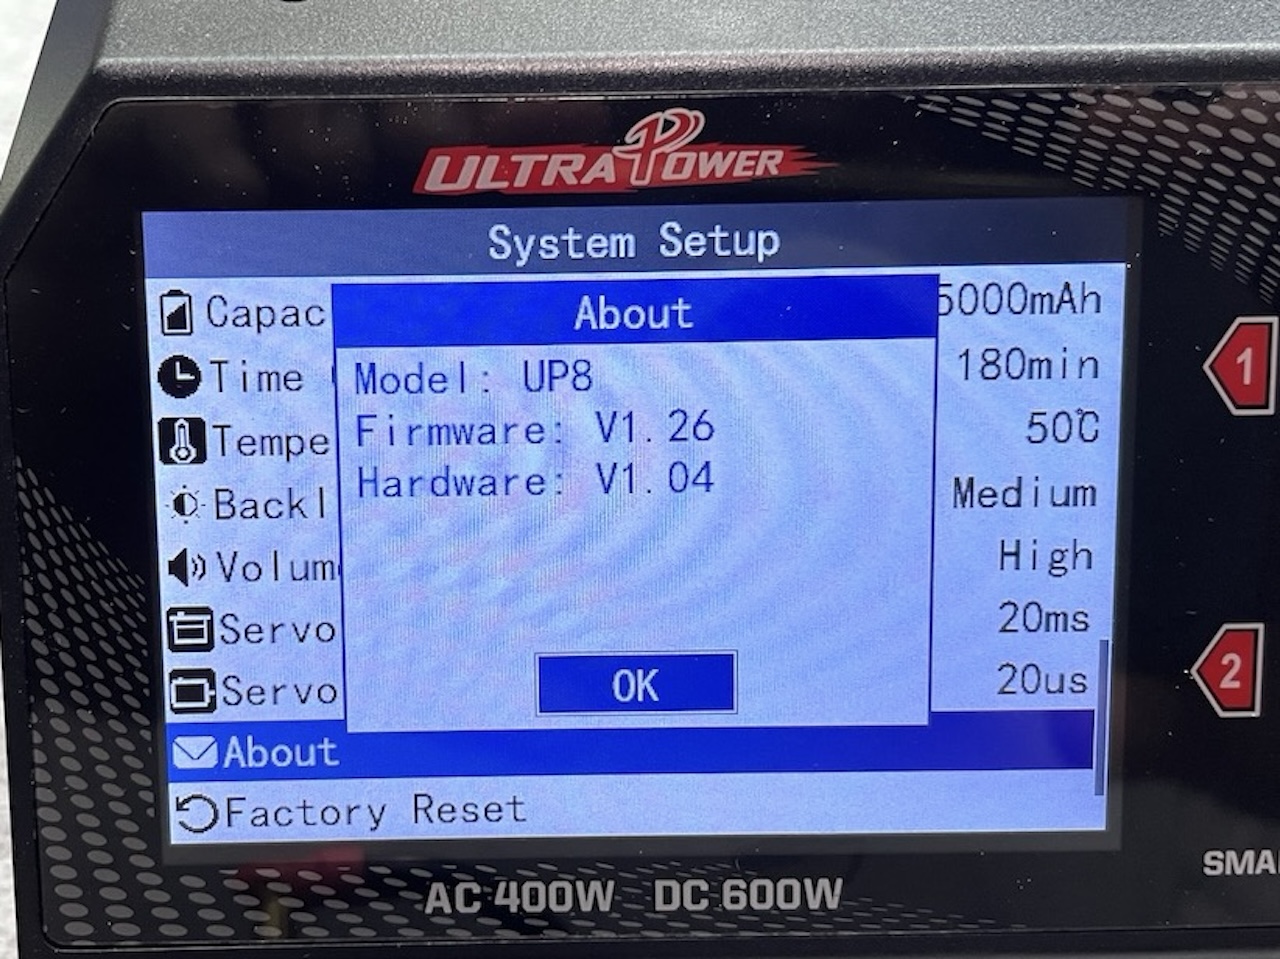 ULTRA POWER
System Setup
Capac
5000mAh
About
Time
180min
Model: UP8
Tempe
50℃
Firmware: V1.26
Backl
Medium
Hardware: V1.04
Volum
High
Servo
20ms
Servo
20us
OK
About
Factory Reset
1
2
SMA
AC 400W DC 600W